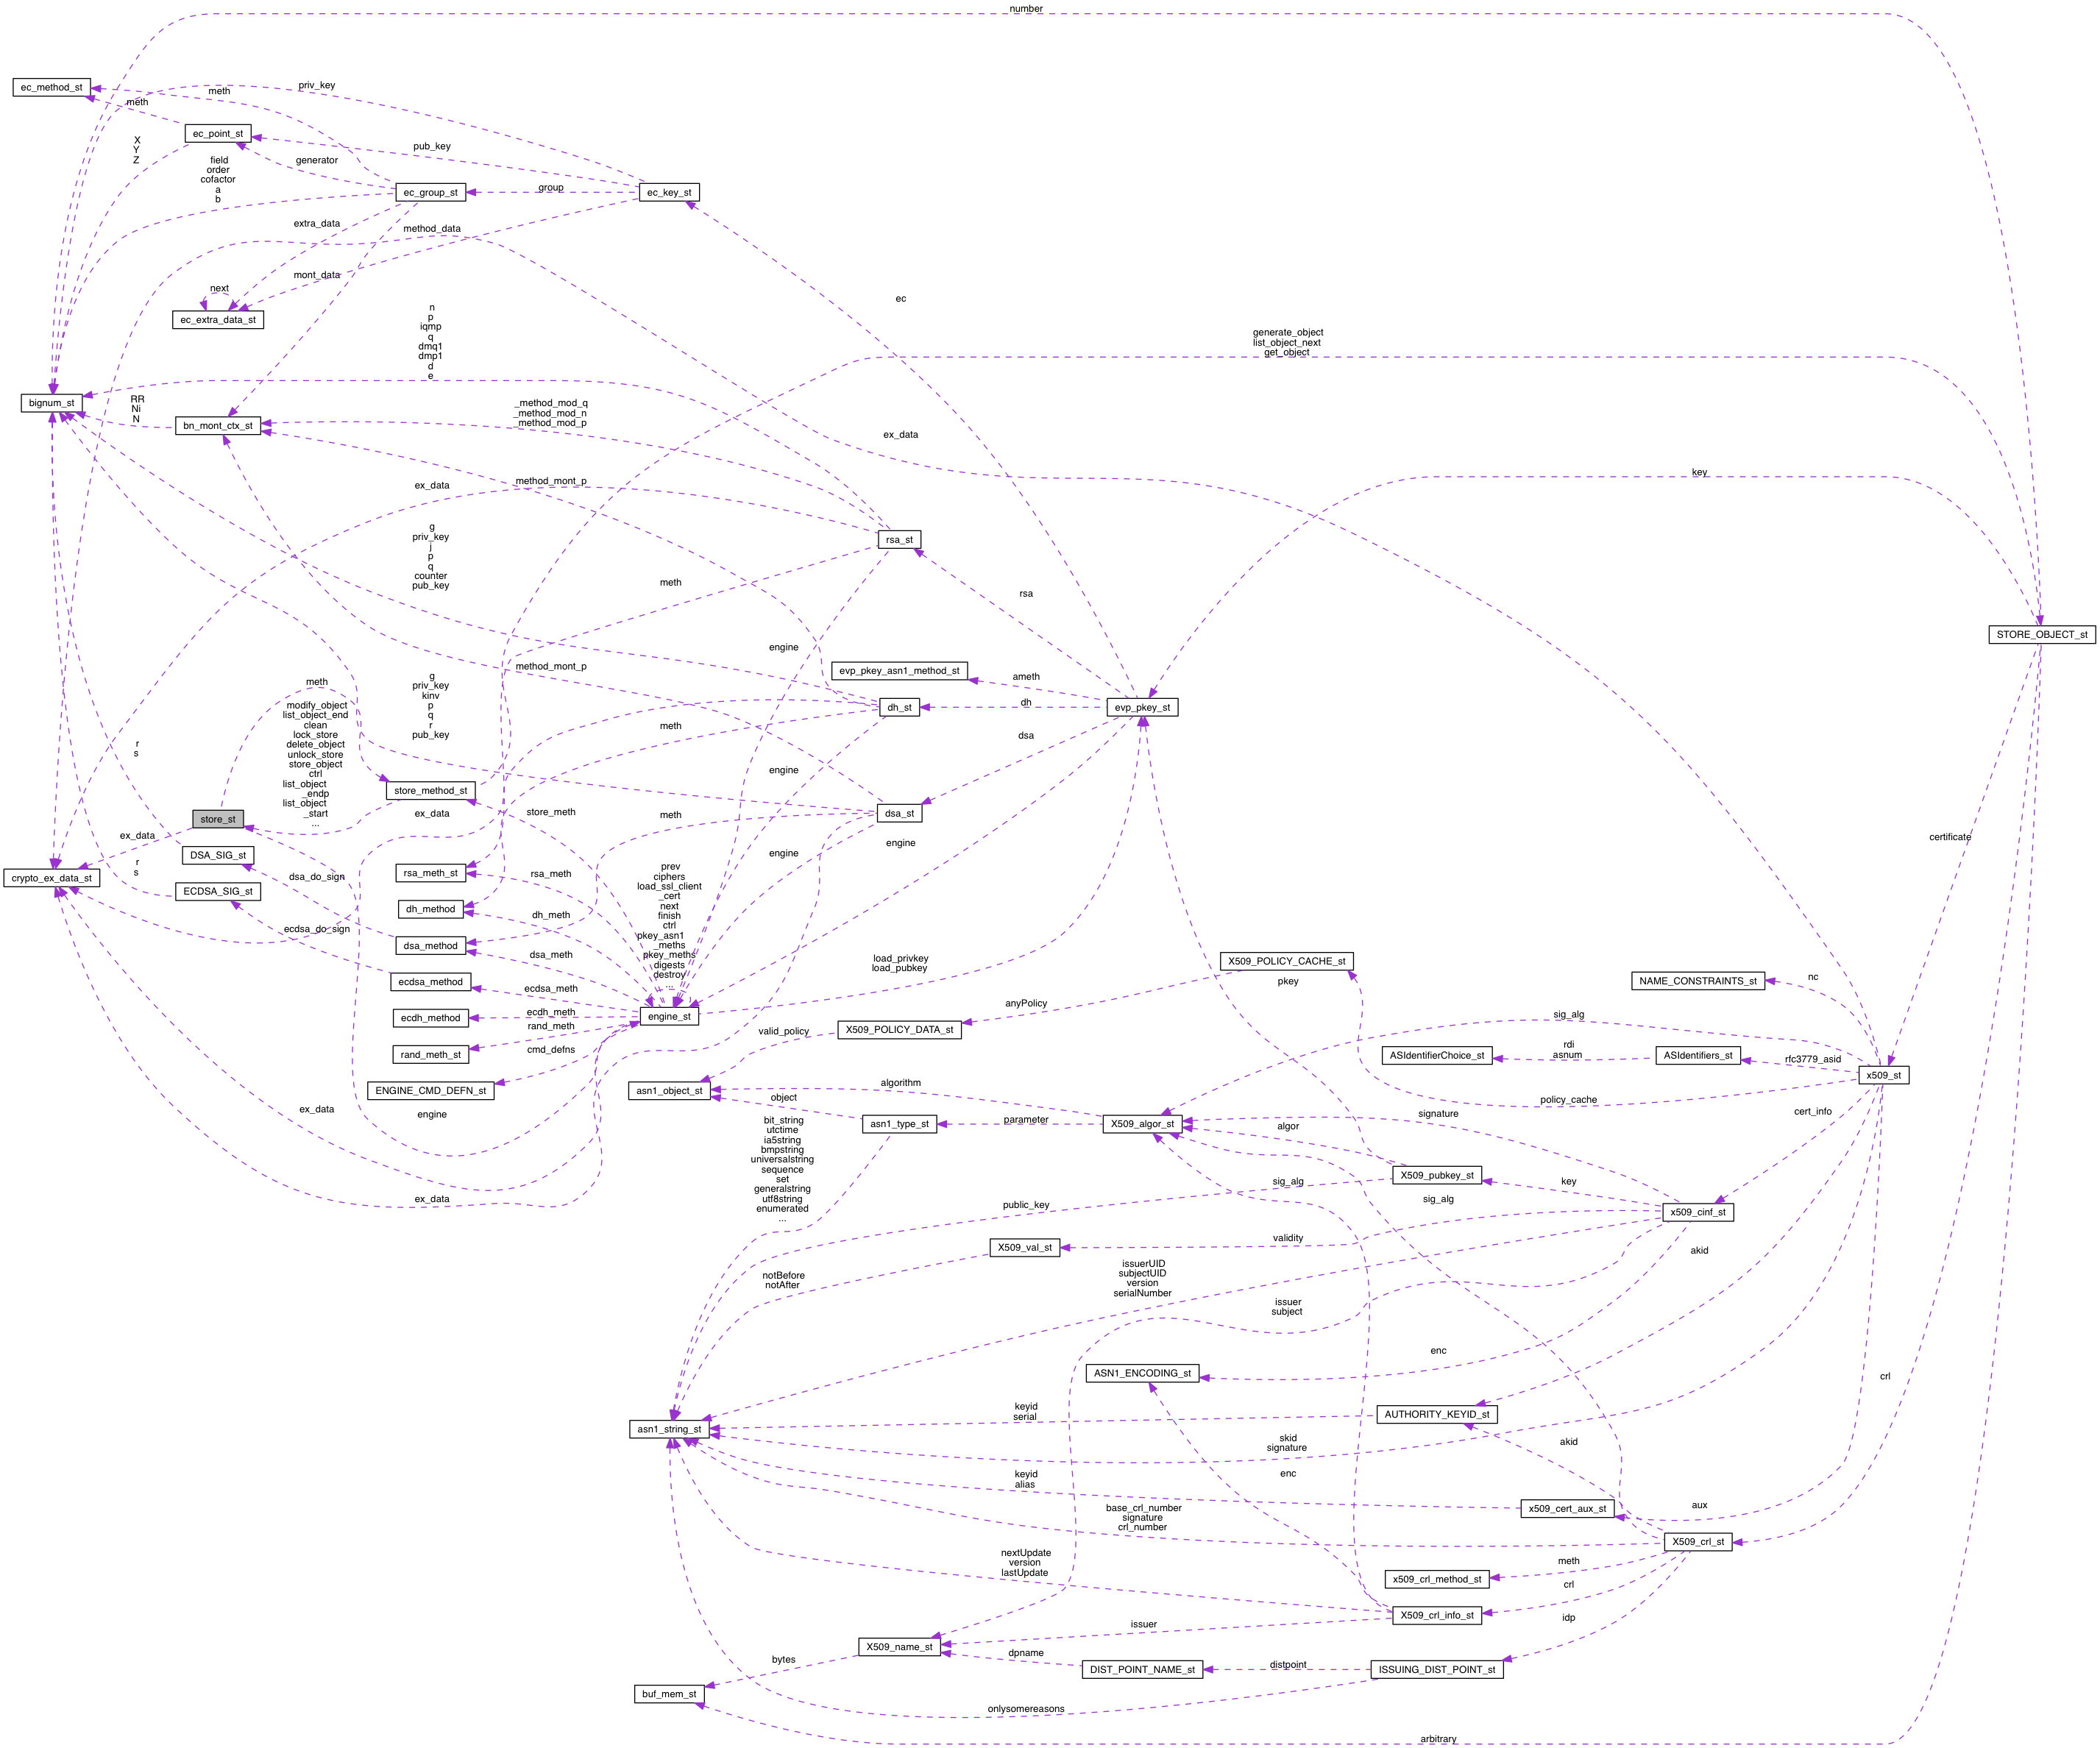 number
ec_method_st
meth
priv_key
meth
ec_point_st
X
Y
Z
pub_key
generator
field
order
cofactor
a
b
ec_group_st
group
ec_key_st
extra_data
method_data
mont_data
next
ec_extra_data_st
ec
n
p
iqmp
q
dmq1
dmp1
d
e
generate_object
list_object_next
get_object
bignum_st
RR
Ni
N
bn_mont_ctx_st
_method_mod_q
_method_mod_n
_method_mod_p
ex_data
key
ex_data
method_mont_p
rsa_st
g
priv_key
j
p
q
counter
pub_key
meth
rsa
engine
STORE_OBJECT_st
evp_pkey_asn1_method_st
ameth
method_mont_p
meth
g
priv_key
kinv
p
q
r
pub_key
dh_st
dh
evp_pkey_st
modify_object
list_object_end
clean
lock_store
delete_object
unlock_store
store_object
ctrl
list_object
_endp
list_object
_start
...
meth
dsa
r
s
engine
store_method_st
store_st
ex_data
ex_data
store_meth
meth
dsa_st
certificate
DSA_SIG_st
r
s
engine
engine
crypto_ex_data_st
ECDSA_SIG_st
dsa_do_sign
rsa_meth_st
rsa_meth
prev
ciphers
load_ssl_client
_cert
next
finish
ctrl
pkey_asn1
_meths
pkey_meths
digests
destroy
...
dh_method
dh_meth
ecdsa_do_sign
dsa_method
dsa_meth
load_privkey
load_pubkey
X509_POLICY_CACHE_st
pkey
NAME_CONSTRAINTS_st
nc
ecdsa_method
ecdsa_meth
anyPolicy
ecdh_method
ecdh_meth
engine_st
sig_alg
rand_meth_st
rand_meth
valid_policy
X509_POLICY_DATA_st
ASIdentifierChoice_st
rdi
asnum
ASIdentifiers_st
rfc3779_asid
x509_st
cmd_defns
ENGINE_CMD_DEFN_st
asn1_object_st
algorithm
policy_cache
object
ex_data
engine
asn1_type_st
parameter
X509_algor_st
signature
cert_info
algor
bit_string
utctime
ia5string
bmpstring
universalstring
sequence
set
generalstring
utf8string
enumerated
...
X509_pubkey_st
key
sig_alg
ex_data
public_key
sig_alg
x509_cinf_st
X509_val_st
validity
akid
notBefore
notAfter
issuerUID
subjectUID
version
serialNumber
issuer
subject
enc
ASN1_ENCODING_st
crl
keyid
serial
AUTHORITY_KEYID_st
asn1_string_st
skid
signature
akid
keyid
alias
enc
x509_cert_aux_st
aux
base_crl_number
signature
crl_number
X509_crl_st
nextUpdate
version
lastUpdate
meth
x509_crl_method_st
crl
X509_crl_info_st
idp
issuer
X509_name_st
bytes
dpname
DIST_POINT_NAME_st
distpoint
ISSUING_DIST_POINT_st
buf_mem_st
onlysomereasons
arbitrary